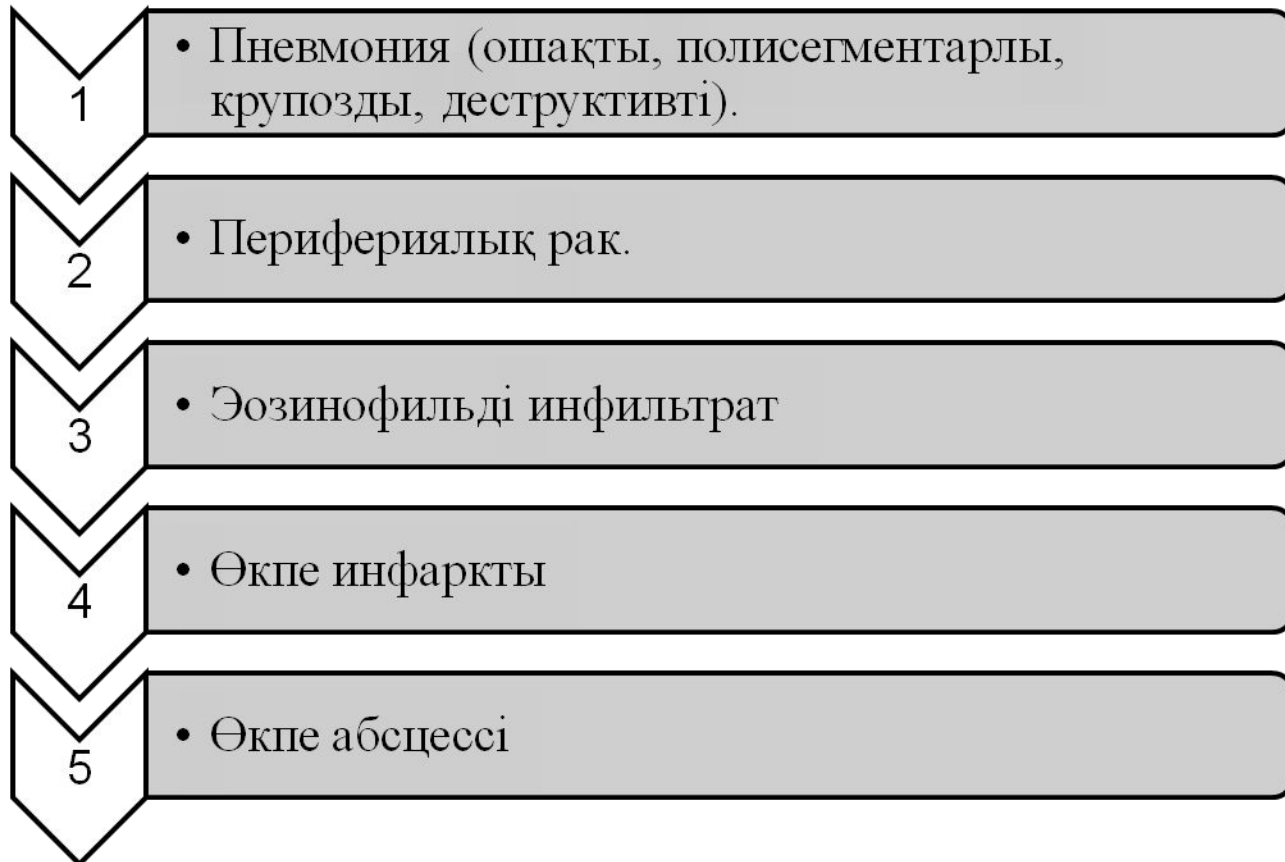 1
• Пневмония (ошақты, полисегментарлы,
крупозды, деструктивті).
2
• Перифериялық рак.
3
• Эозинофильді инфильтрат
4
• Өкпе инфаркты
5
• Өкпе абсцессі